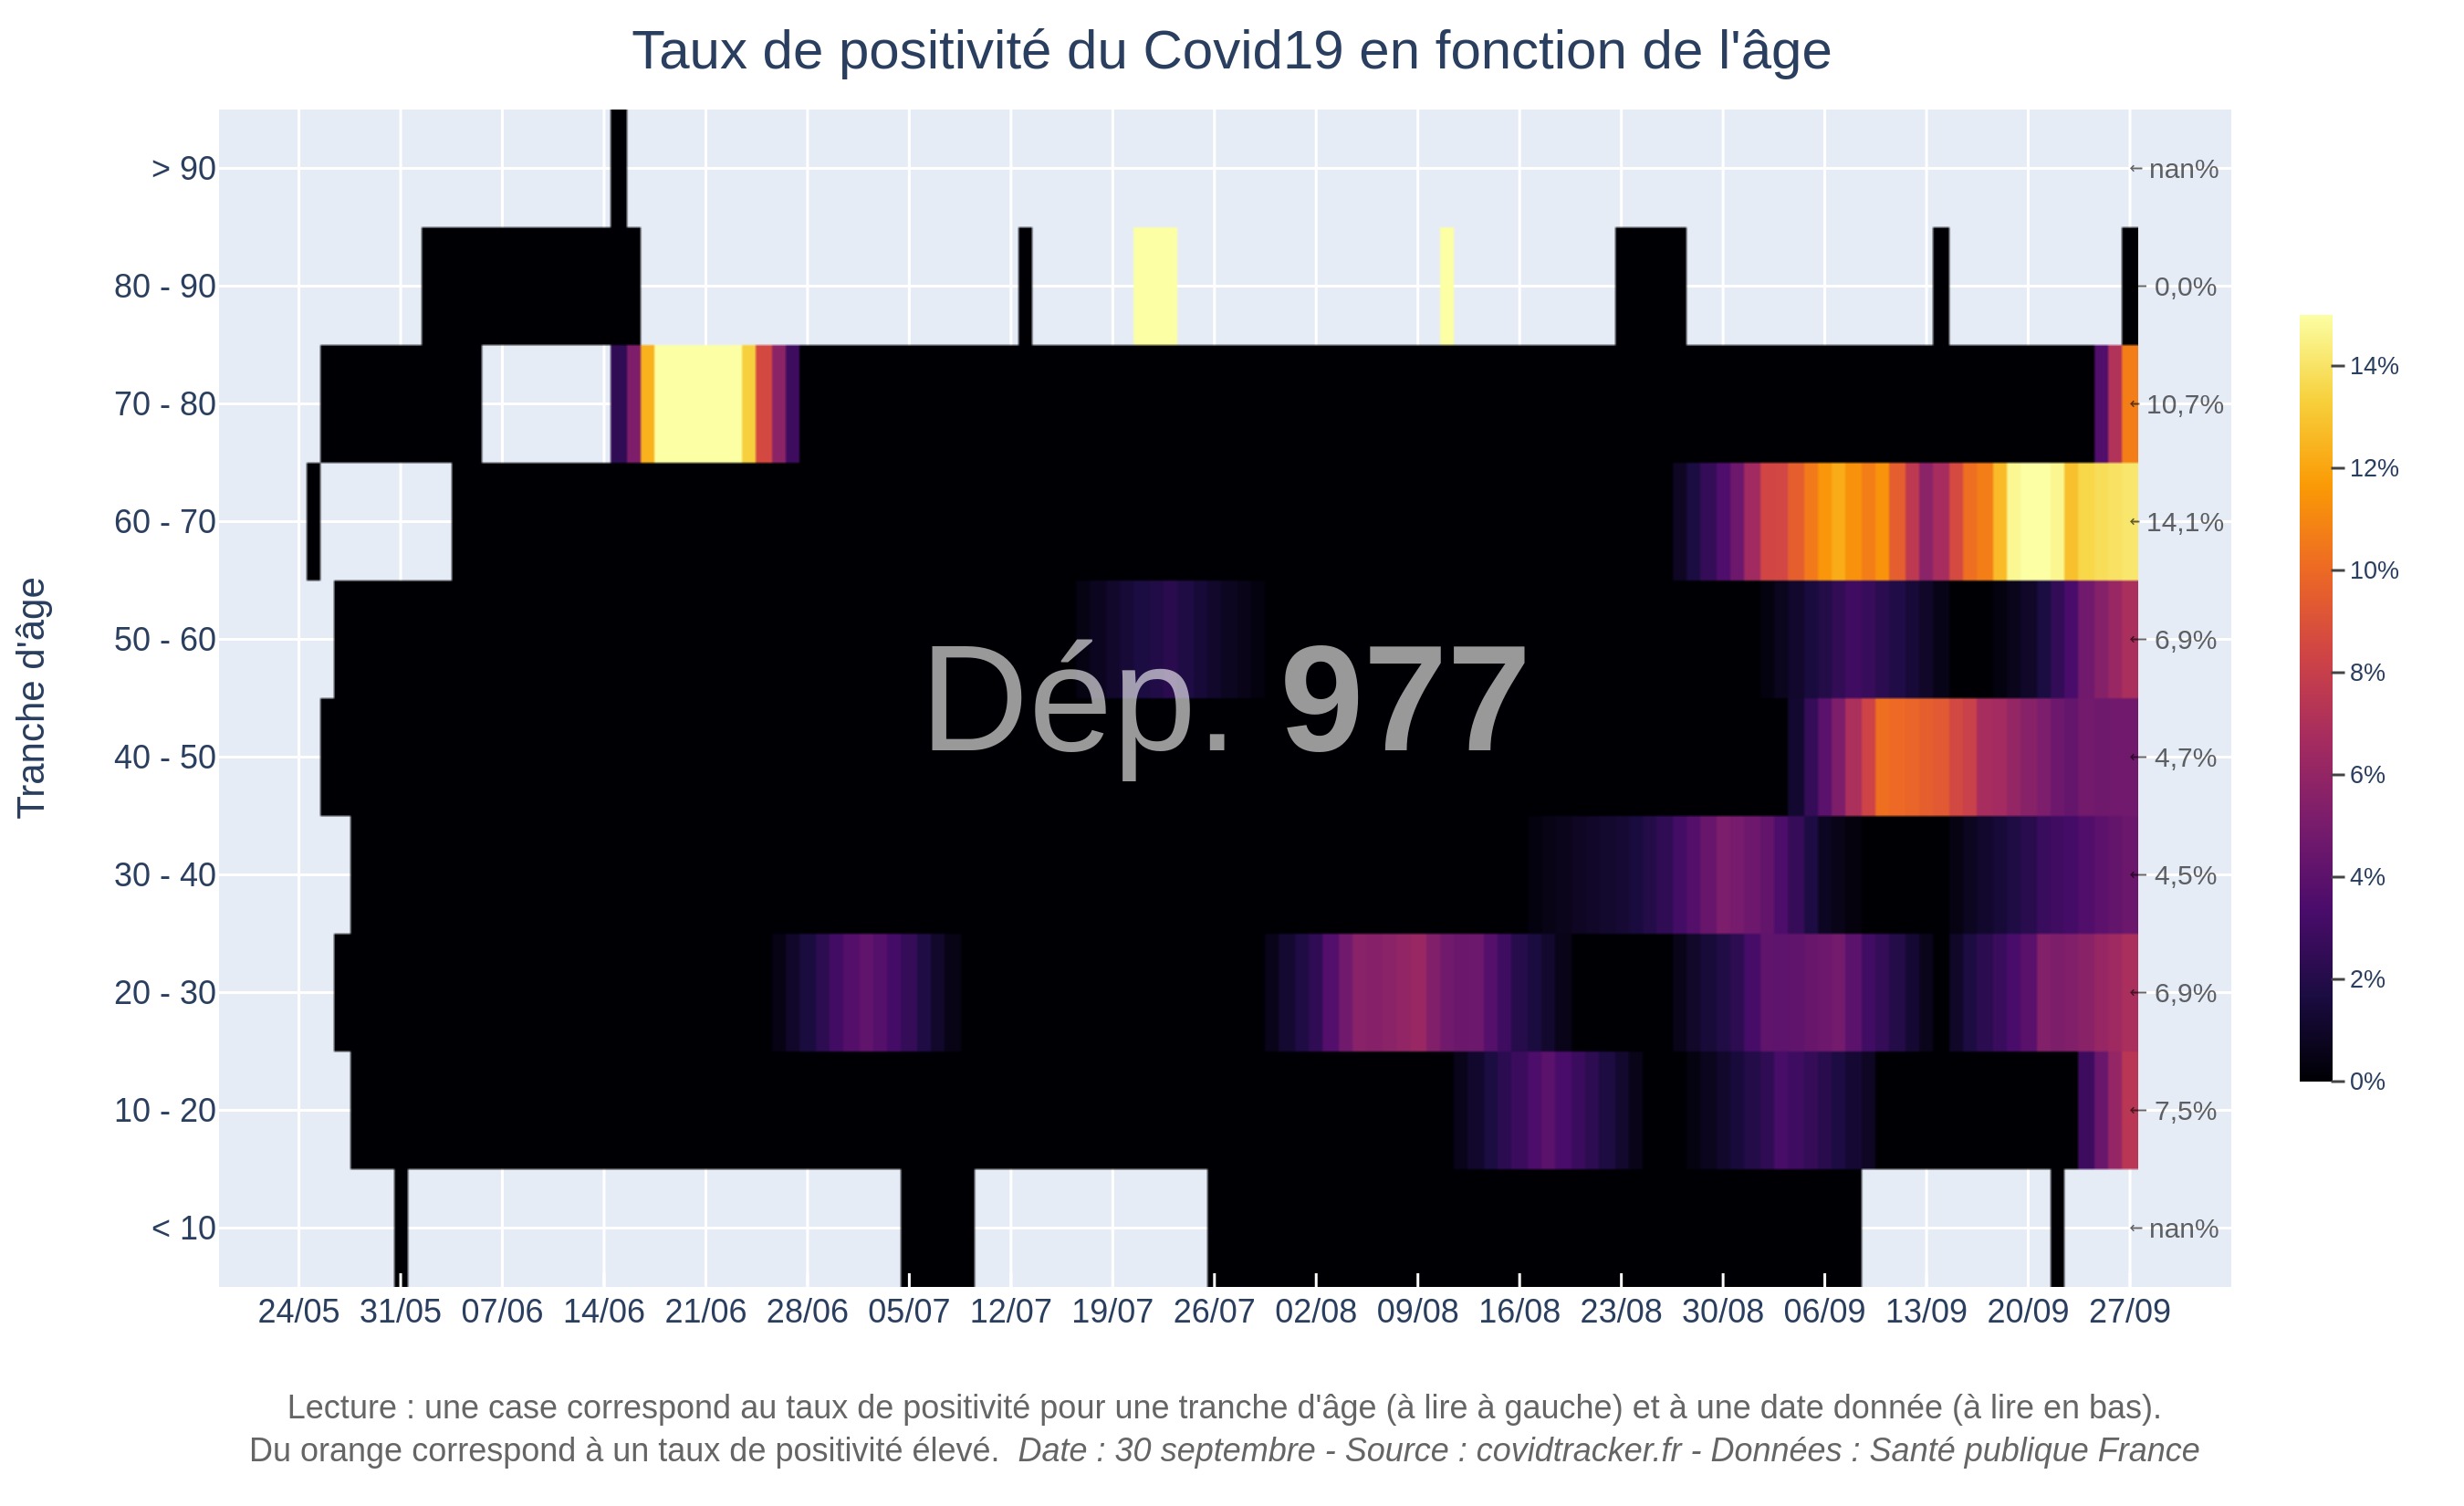 Taux de positivité du Covid19 en fonction de l'âge
> 90
nan%
80 - 90
0,0%
70 - 80
10,7%
60 - 70
14,1%
50 - 60
6,9%
40 - 50
4,7%
30 - 40
4,5%
20 - 30
6,9%
10 - 20
7,5%
< 10
nan%
Tranche d'âge
Dép. 977
14%
12%
10%
8%
6%
4%
2%
0%
24/05 31/05 07/06 14/06 21/06 28/06 05/07 12/07 19/07 26/07 02/08 09/08 16/08 23/08 30/08 06/09 13/09 20/09 27/09
Lecture : une case correspond au taux de positivité pour une tranche d'âge (à lire à gauche) et à une date donnée (à lire en bas).
Du orange correspond à un taux de positivité élevé. Date : 30 septembre - Source : covidtracker.fr - Données : Santé publique France